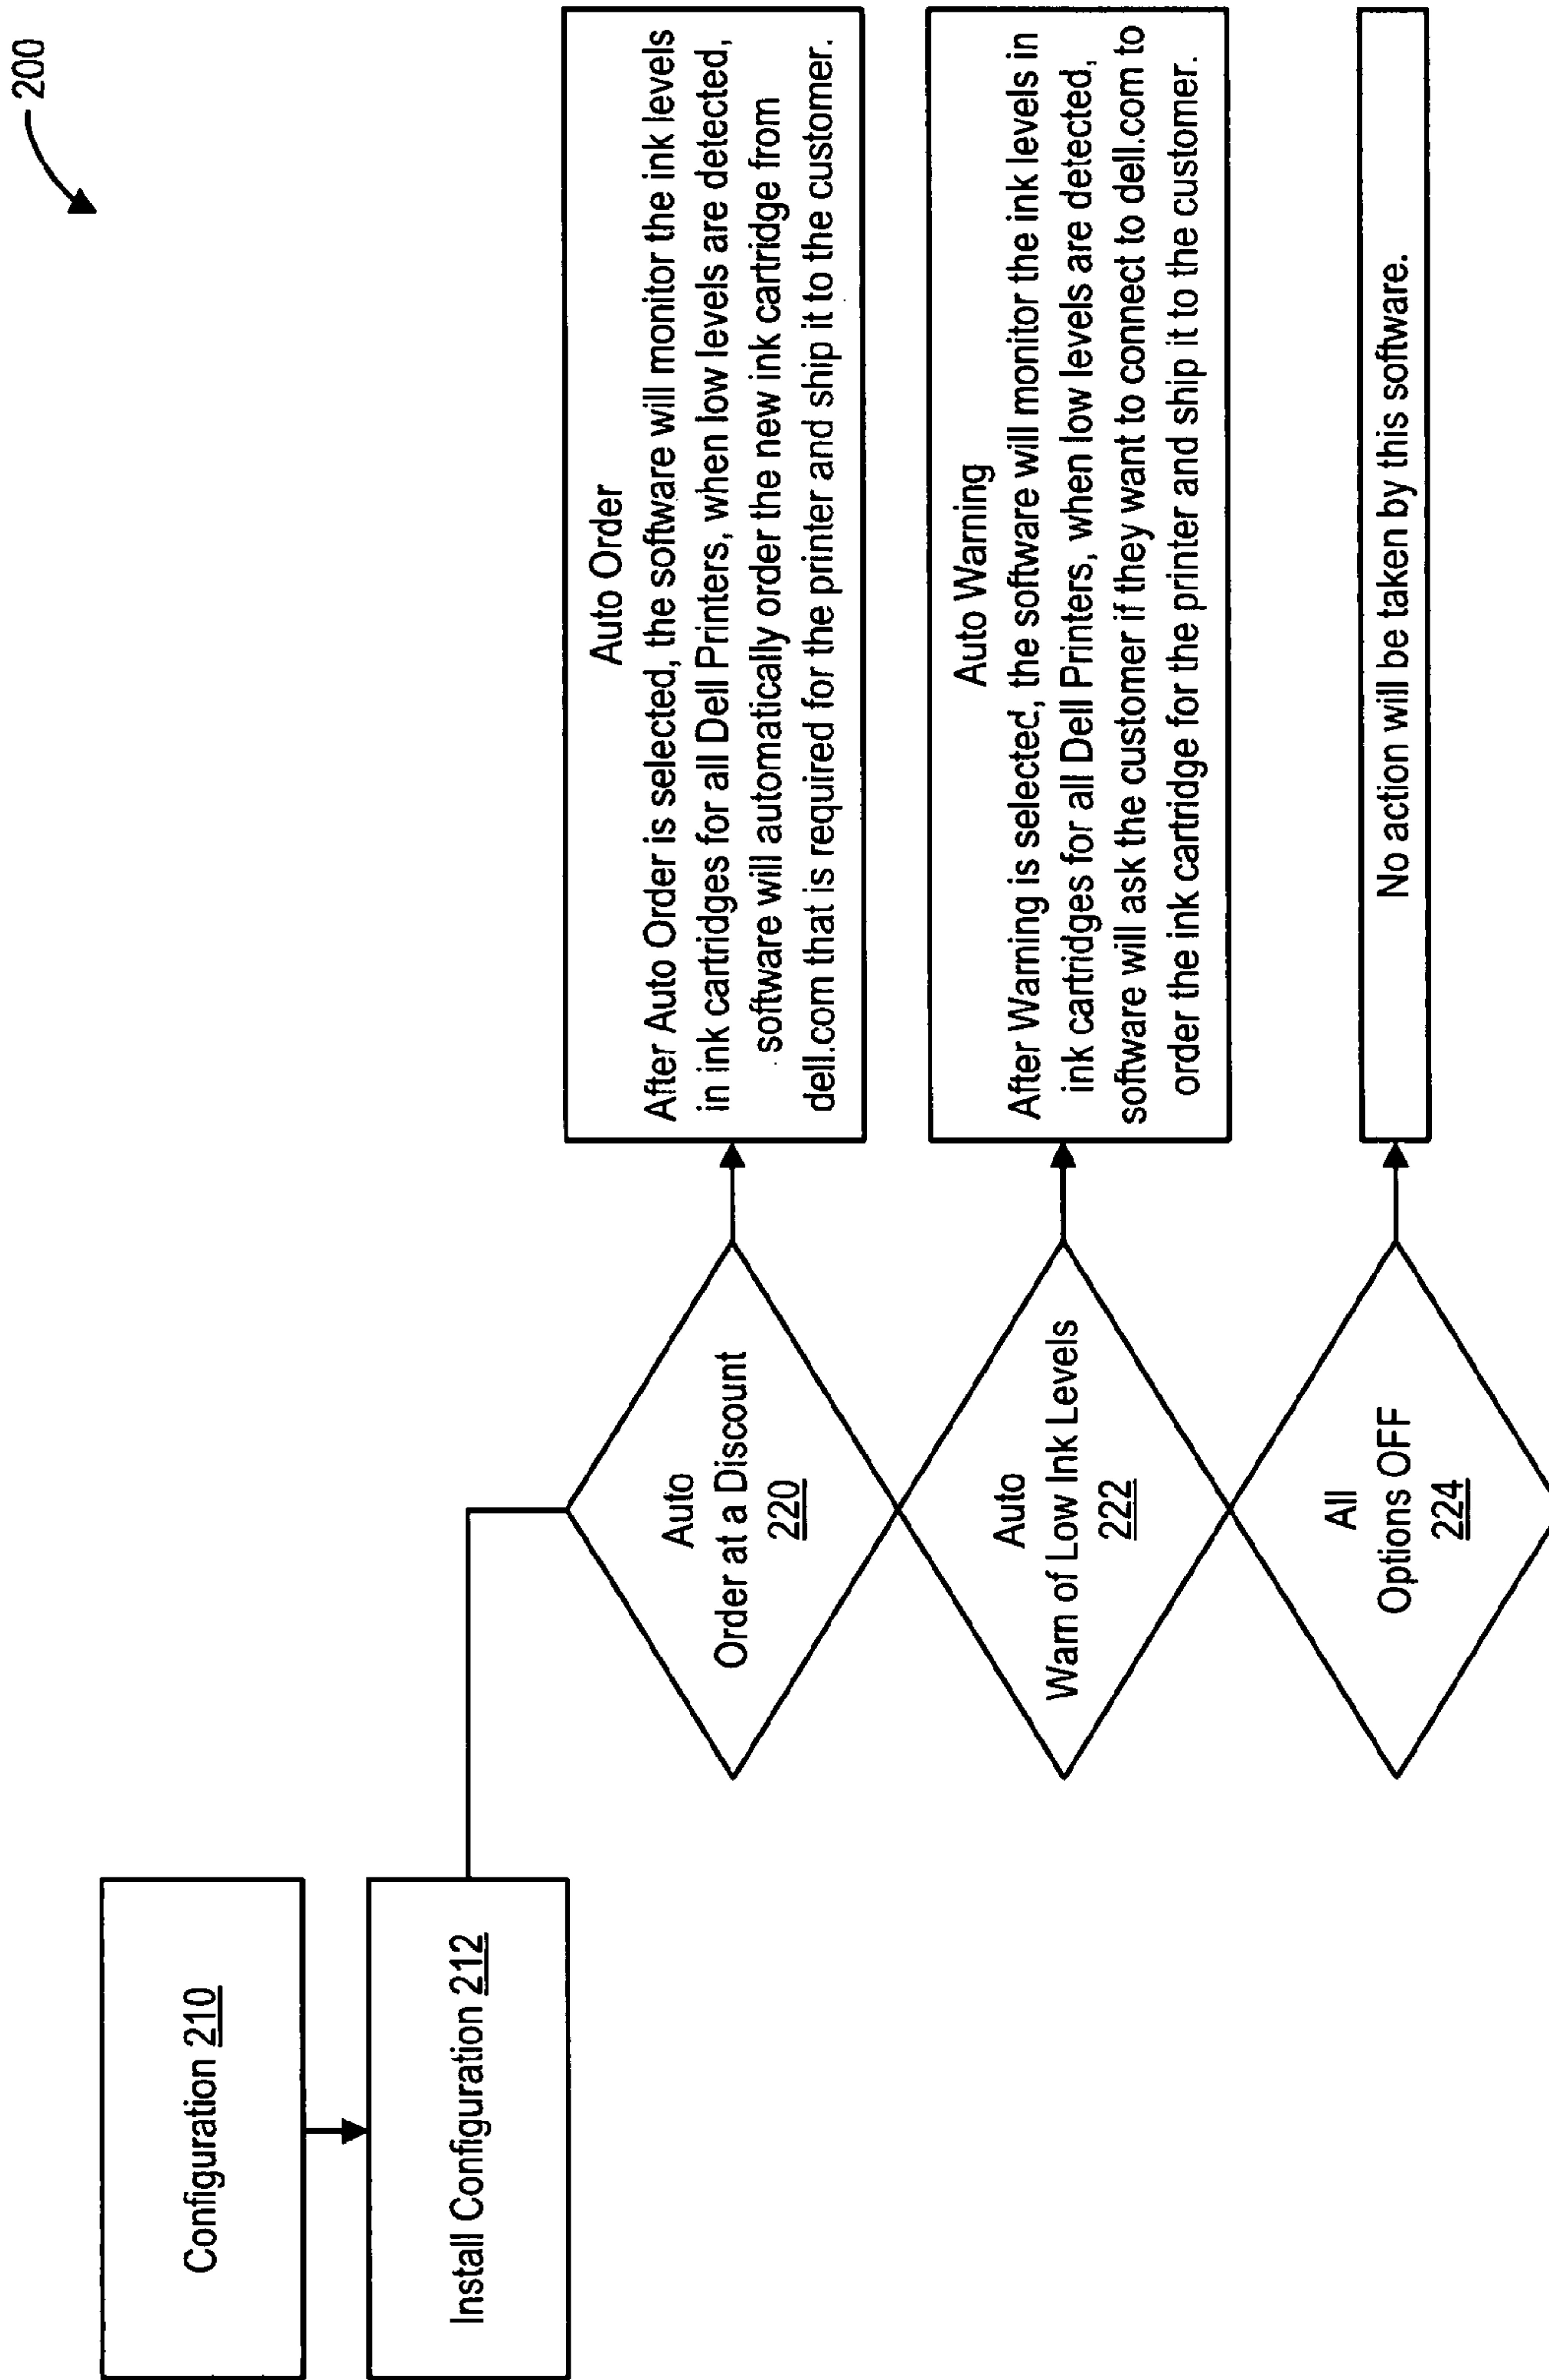 200
Configuration 210
Install Configuration 212
Auto
Order at a Discount
220
Auto Order
After Auto Order is selected, the software will monitor the ink levels
in ink cartridges for all Dell Printers, when low levels are detected,
software will automatically order the new ink cartridge from
dell.com that is required for the printer and ship it to the customer.
Auto
Warn of Low Ink Levels
222
Auto Warning
After Warning is selected, the software will monitor the ink levels in
ink cartridges for all Dell Printers, when low levels are detected,
software will ask the customer if they want to connect to dell.com to
order the ink cartridge for the printer and ship it to the customer.
All
Options OFF
224
No action will be taken by this software.